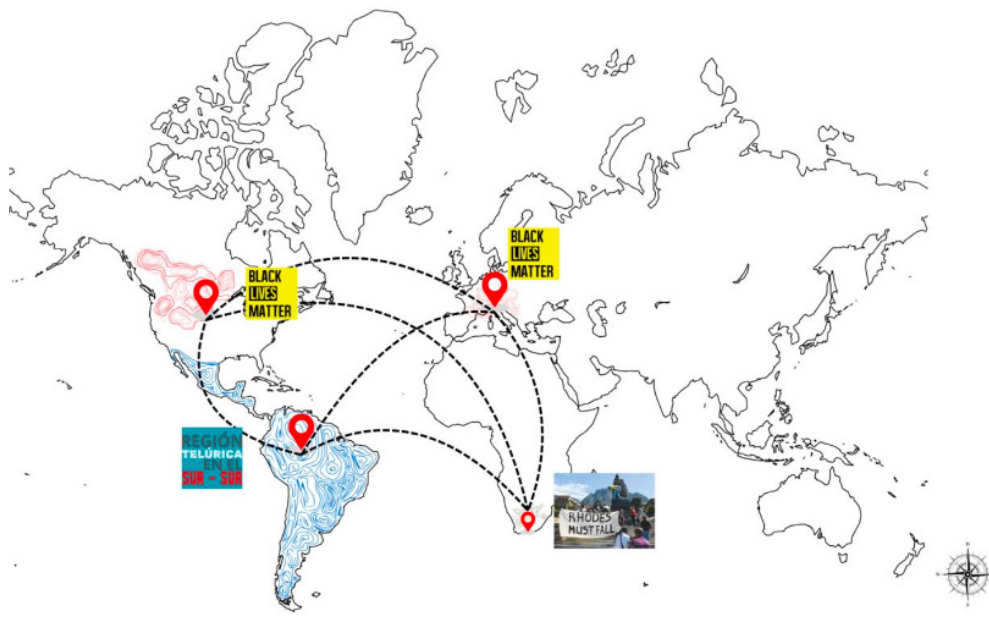 BLACK
LIVES
MATTER
BLACK
LIVES
MATTER
REGIÓN
TELÚRICA
EN EL
SUR - SUR
RHODES
MUST FALL
N